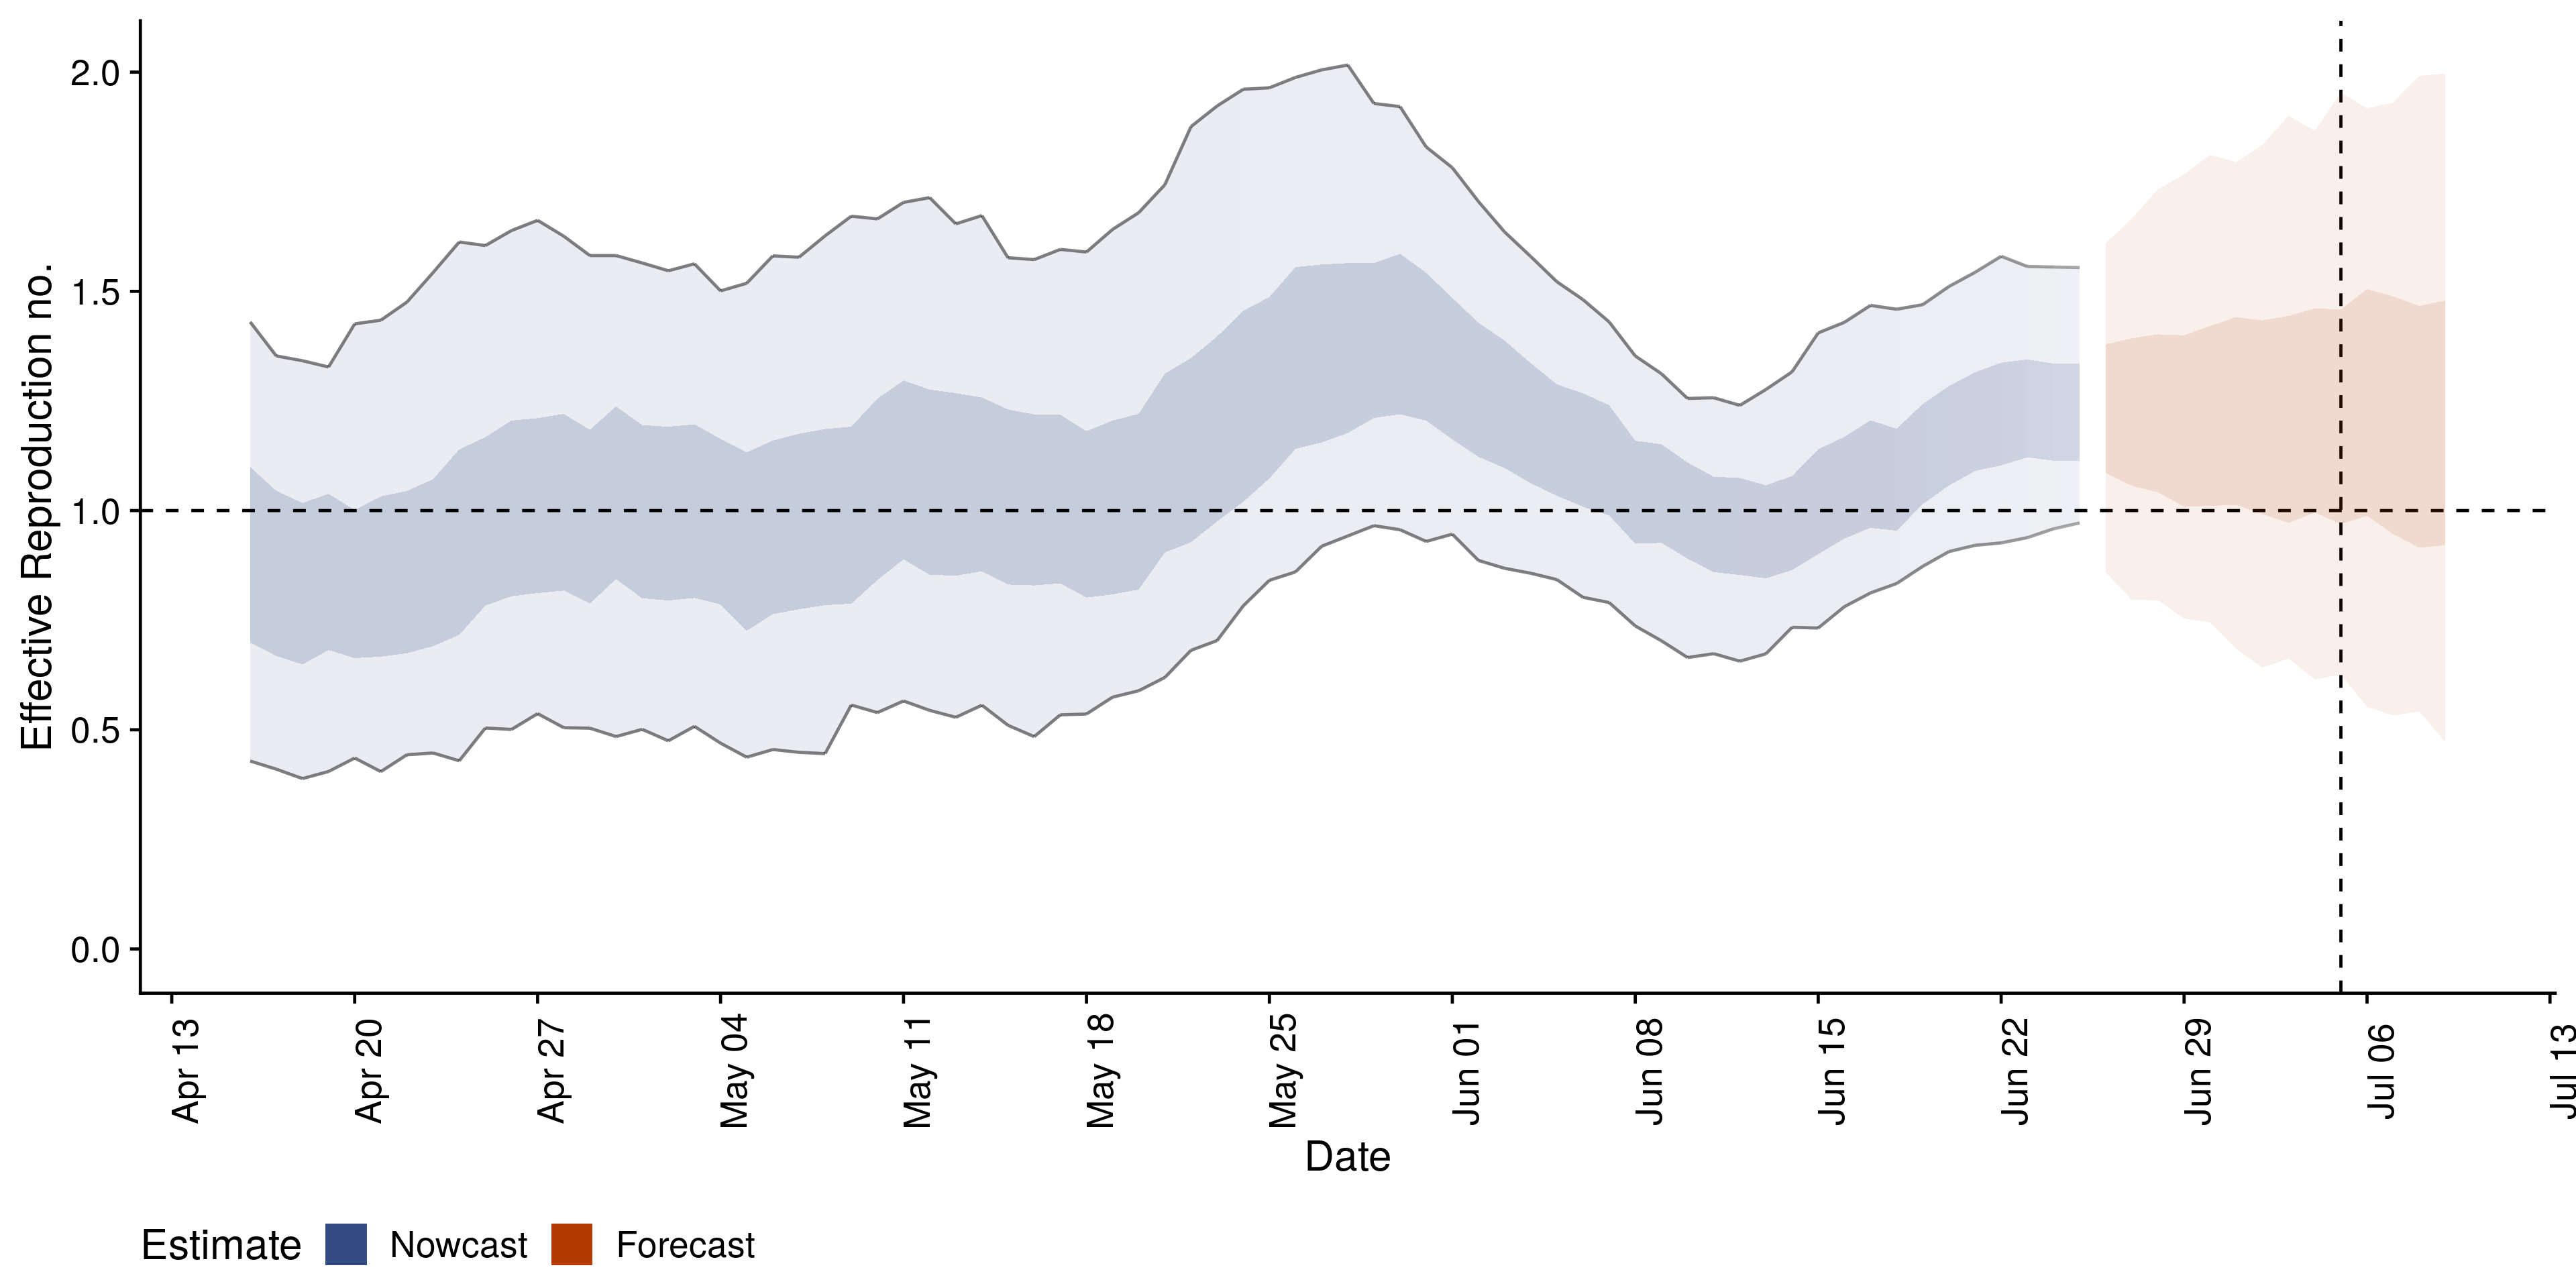 Effective Reproduction no.
2.0
1.5
1.0
0.5
0.0
Apr 13
Apr 20
Apr 27
May 04
May 11
May 18
May 25
Jun 01
Jun 08
Jun 15
Jun 22
Jun 29
Jul 06
Jul 13
Date
Estimate Nowcast Forecast